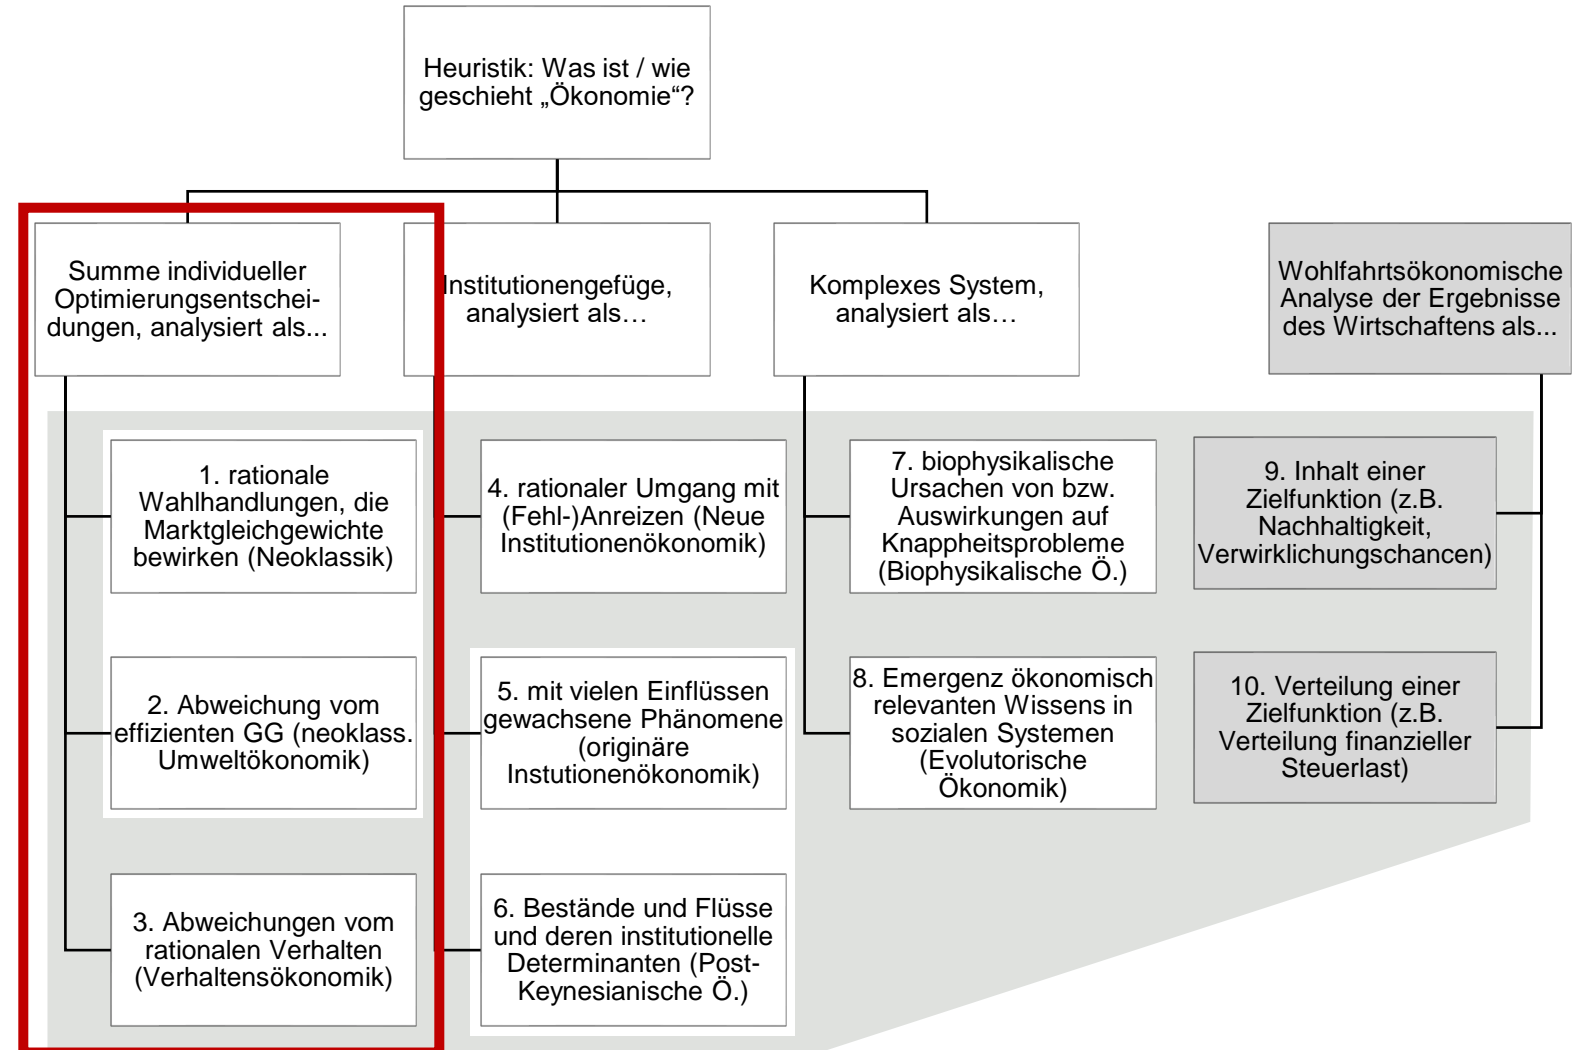 Heuristik: Was ist / wie
geschieht „Ökonomie“?
Summe individueller
Optimierungsentschei-
dungen, analysiert als...
Institutionengefüge,
analysiert als…
Komplexes System,
analysiert als…
Wohlfahrtsökonomische
Analyse der Ergebnisse
des Wirtschaftens als...
1. rationale
Wahlhandlungen, die
Marktgleichgewichte
bewirken (Neoklassik)
2. Abweichung vom
effizienten GG (neoklass.
Umweltökonomik)
3. Abweichungen vom
rationalen Verhalten
(Verhaltensökonomik)
4. rationaler Umgang mit
(Fehl-)Anreizen (Neue
Institutionenökonomik)
5. mit vielen Einflüssen
gewachsene Phänomene
(originäre
Instutionenökonomik)
6. Bestände und Flüsse
und deren institutionelle
Determinanten (Post-
Keynesianische Ö.)
7. biophysikalische
Ursachen von bzw.
Auswirkungen auf
Knappheitsprobleme
(Biophysikalische Ö.)
8. Emergenz ökonomisch
relevanten Wissens in
sozialen Systemen
(Evolutorische
Ökonomik)
9. Inhalt einer
Zielfunktion (z.B.
Nachhaltigkeit,
Verwirklichungschancen)
10. Verteilung einer
Zielfunktion (z.B.
Verteilung finanzieller
Steuerlast)